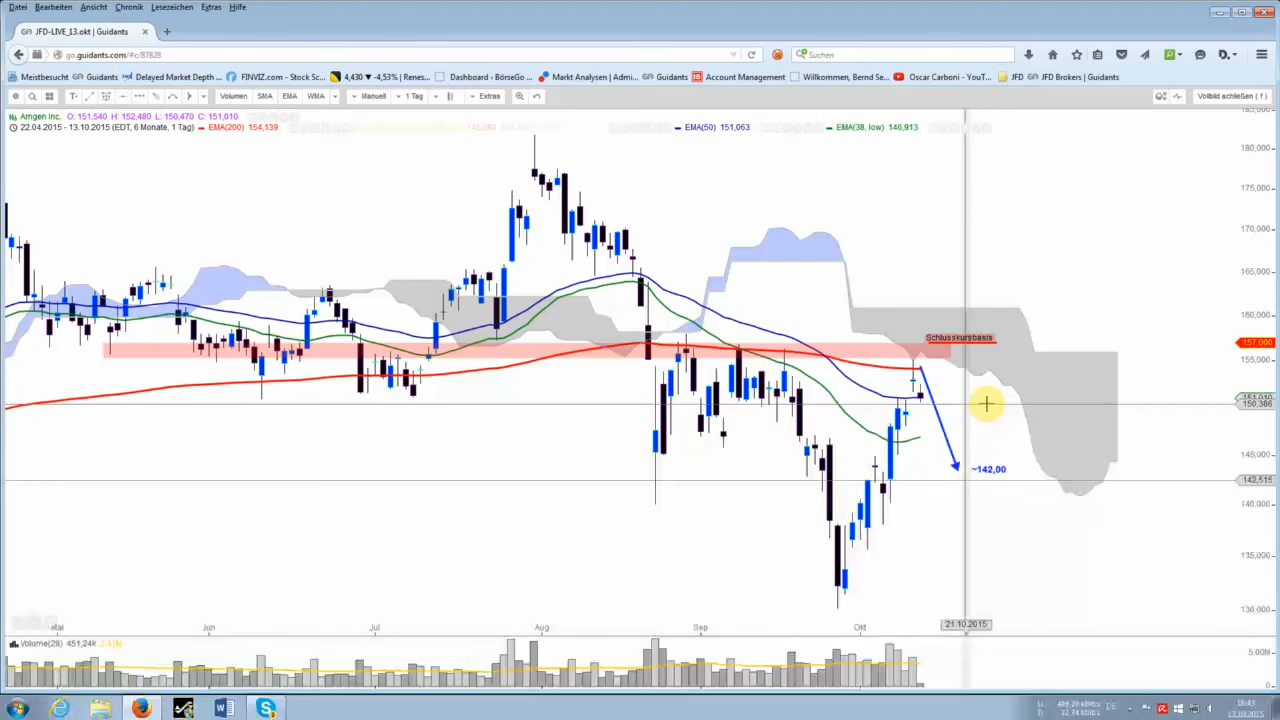 Datei Bearbeiten Ansicht Chronik Lesezeichen Extras Hilfe
JFD-LIVE_13.okt | Guidants
go.guidants.com/#c/87828
Suchen
Meistbesucht Guidants Delayed Market Depth ... FINVIZ.com - Stock Sc... 4,430 -4,53% | Renes... Dashboard - BörseGo ... Markt Analysen | Admi... Guidants Account Management Willkommen, Bernd Se... Oscar Carboni - YouT... JFD JFD Brokers | Guidants
Volumen SMA EMA WMA Manuell 1 Tag Extras Vollbild schließen ( f )
Amgen Inc. O: 151,540 H: 152,480 L: 150,470 C: 151,010
22.04.2015 - 13.10.2015 (EDT, 6 Monate, 1 Tag) EMA(200) 154,139 EMA(50) 151,063 EMA(38, low) 146,913
180,000
175,000
170,000
165,000
160,000
Schlusskursbasis
157,000
155,000
150,386
~142,00
145,000
142,515
140,000
135,000
130,000
Mai Jun Jul Aug Sep Okt 21.10.2015
Volume(28) 451,24K
5,00M
0
DE
13.10.2015